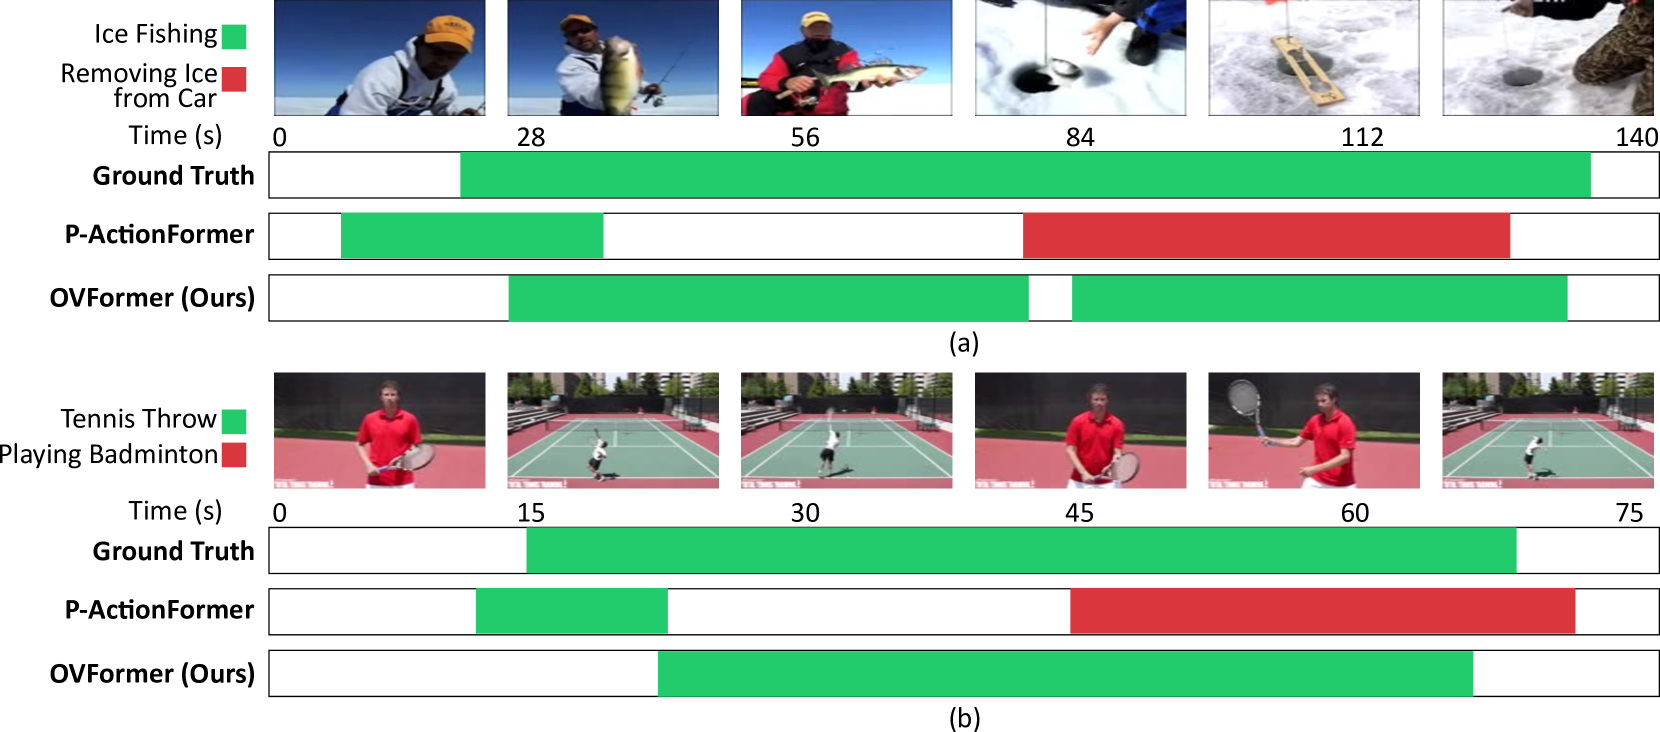 Ice Fishing
Removing Ice
from Car
Time (s)
0 28 56 84 112 140
Ground Truth
P-ActionFormer
OVFormer (Ours)
(a)
Tennis Throw
Playing Badminton
Time (s)
0 15 30 45 60 75
Ground Truth
P-ActionFormer
OVFormer (Ours)
(b)